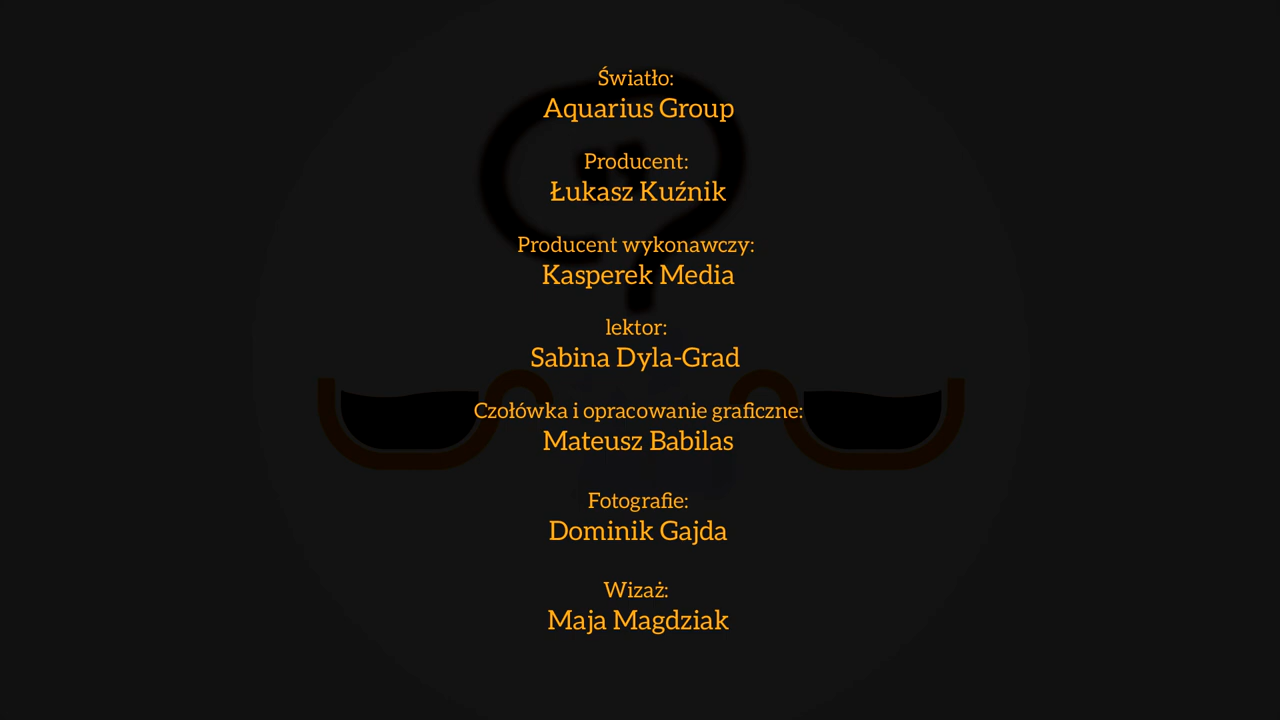 Światło:
Aquarius Group
Producent:
Łukasz Kuźnik
Producent wykonawczy:
Kasperek Media
lektor:
Sabina Dyla-Grad
Czołówka i opracowanie graficzne:
Mateusz Babilas
Fotografie:
Dominik Gajda
Wizaż:
Maja Magdziak